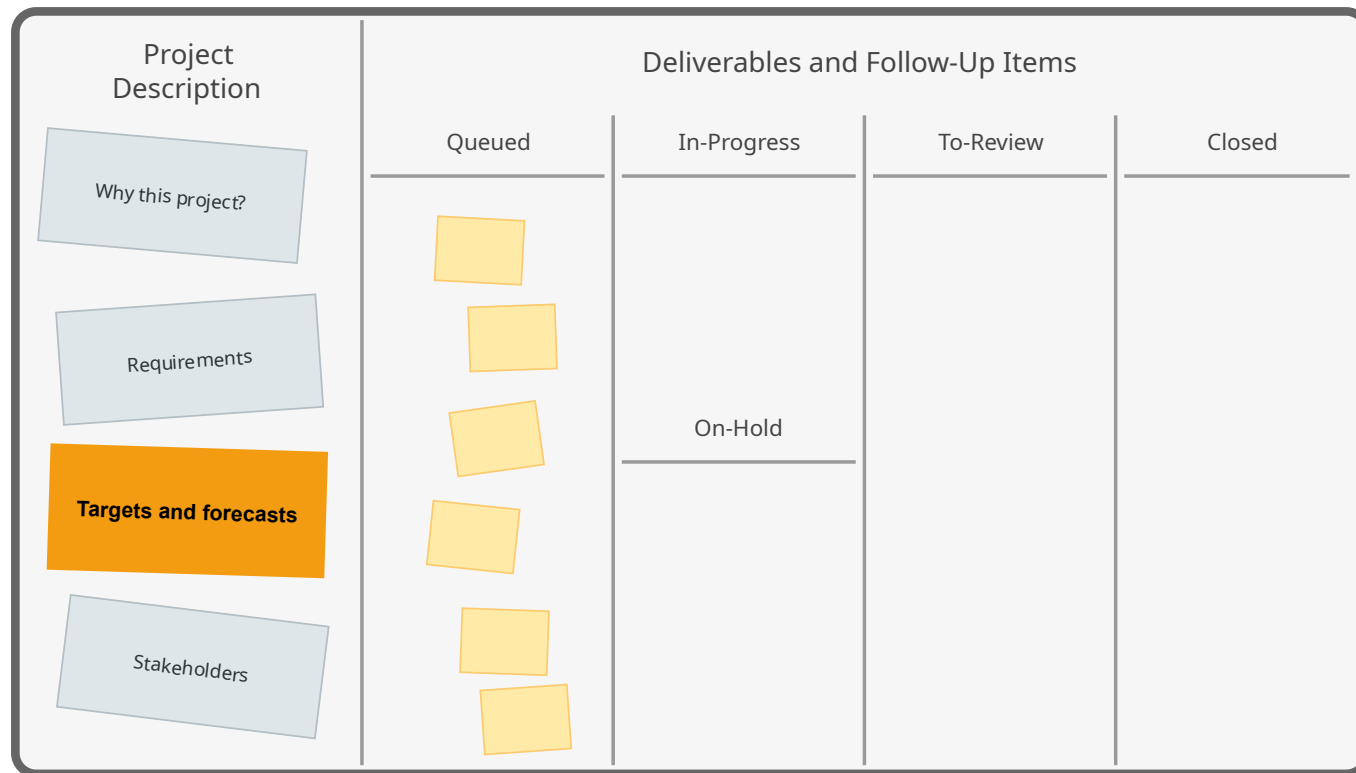 Project
Description
Deliverables and Follow-Up Items
Queued
In-Progress
To-Review
Closed
Why this project?
Requirements
On-Hold
Targets and forecasts
Stakeholders